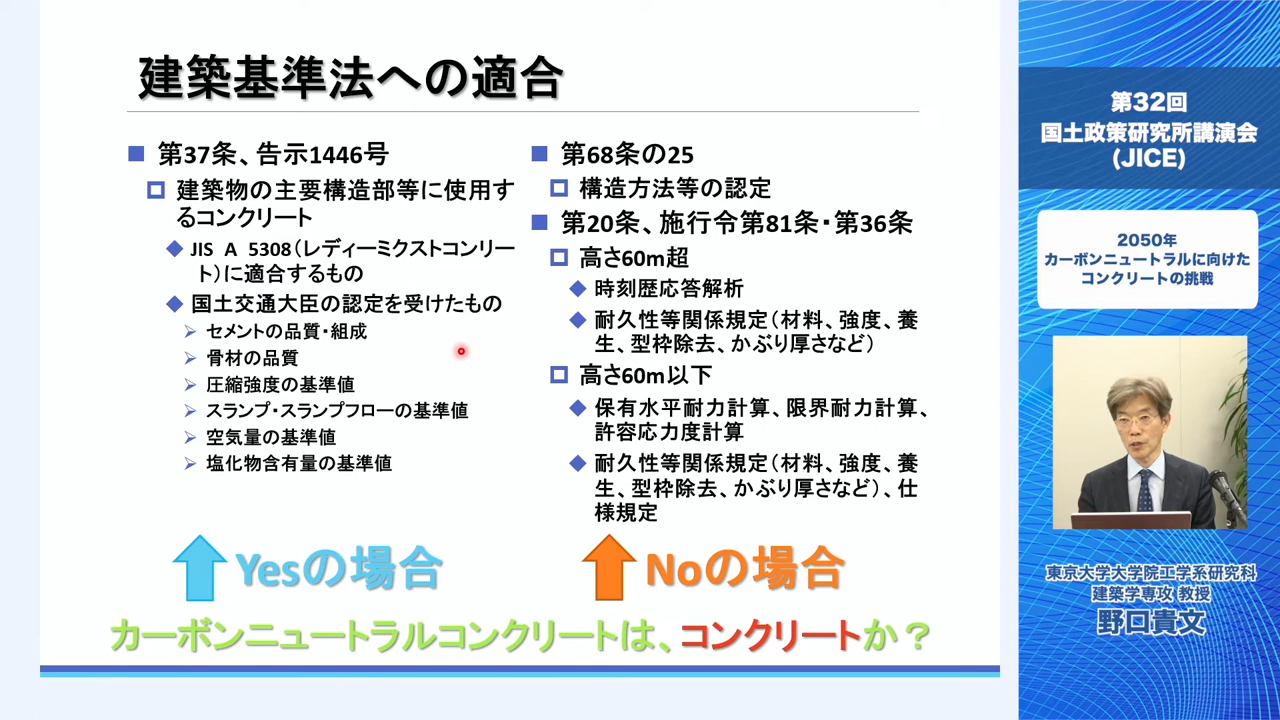 建築基準法への適合
第37条、告示1446号
建築物の主要構造部等に使用す
るコンクリート
JIS A 5308(レディーミクストコンリー
ト)に適合するもの
国土交通大臣の認定を受けたもの
セメントの品質・組成
骨材の品質
圧縮強度の基準値
スランプ・スランプフローの基準値
空気量の基準値
塩化物含有量の基準値
第68条の25
構造方法等の認定
第20条、施行令第81条・第36条
高さ60m超
時刻歴応答解析
耐久性等関係規定(材料、強度、養
生、型枠除去、かぶり厚さなど)
高さ60m以下
保有水平耐力計算、限界耐力計算、
許容応力度計算
耐久性等関係規定(材料、強度、養
生、型枠除去、かぶり厚さなど)、仕
様規定
Yesの場合
Noの場合
カーボンニュートラルコンクリートは、コンクリートか?
第32回
国土政策研究所講演会
(JICE)
2050年
カーボンニュートラルに向けた
コンクリートの挑戦
東京大学大学院工学系研究科
建築学専攻 教授
野口貴文